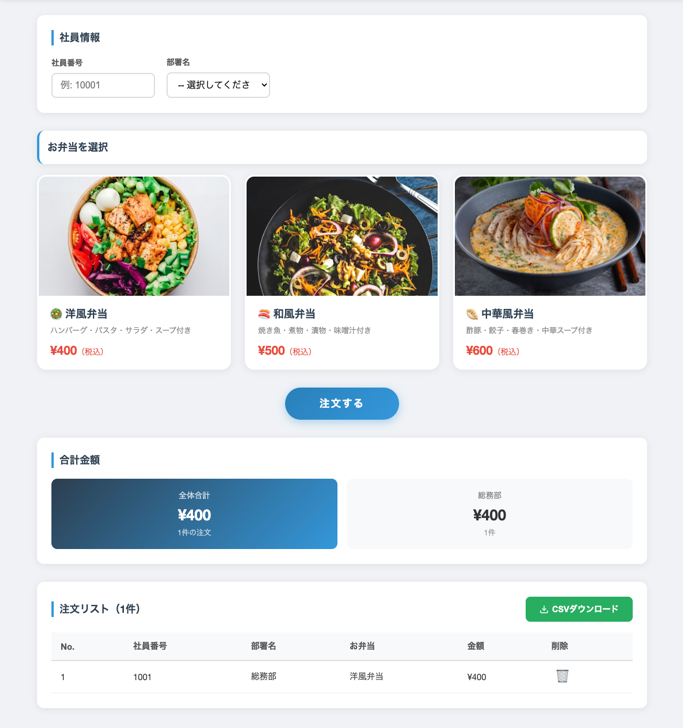 社員情報
社員番号 部署名
例: 10001 -- 選択してくださ
お弁当を選択
洋風弁当
ハンバーグ・パスタ・サラダ・スープ付き
¥400（税込）
和風弁当
焼き魚・煮物・漬物・味噌汁付き
¥500（税込）
中華風弁当
酢豚・餃子・春巻き・中華スープ付き
¥600（税込）
注文する
合計金額
全体合計
¥400
1件の注文
総務部
¥400
1件
注文リスト（1件） CSVダウンロード
No. 社員番号 部署名 お弁当 金額 削除
1 1001 総務部 洋風弁当 ¥400